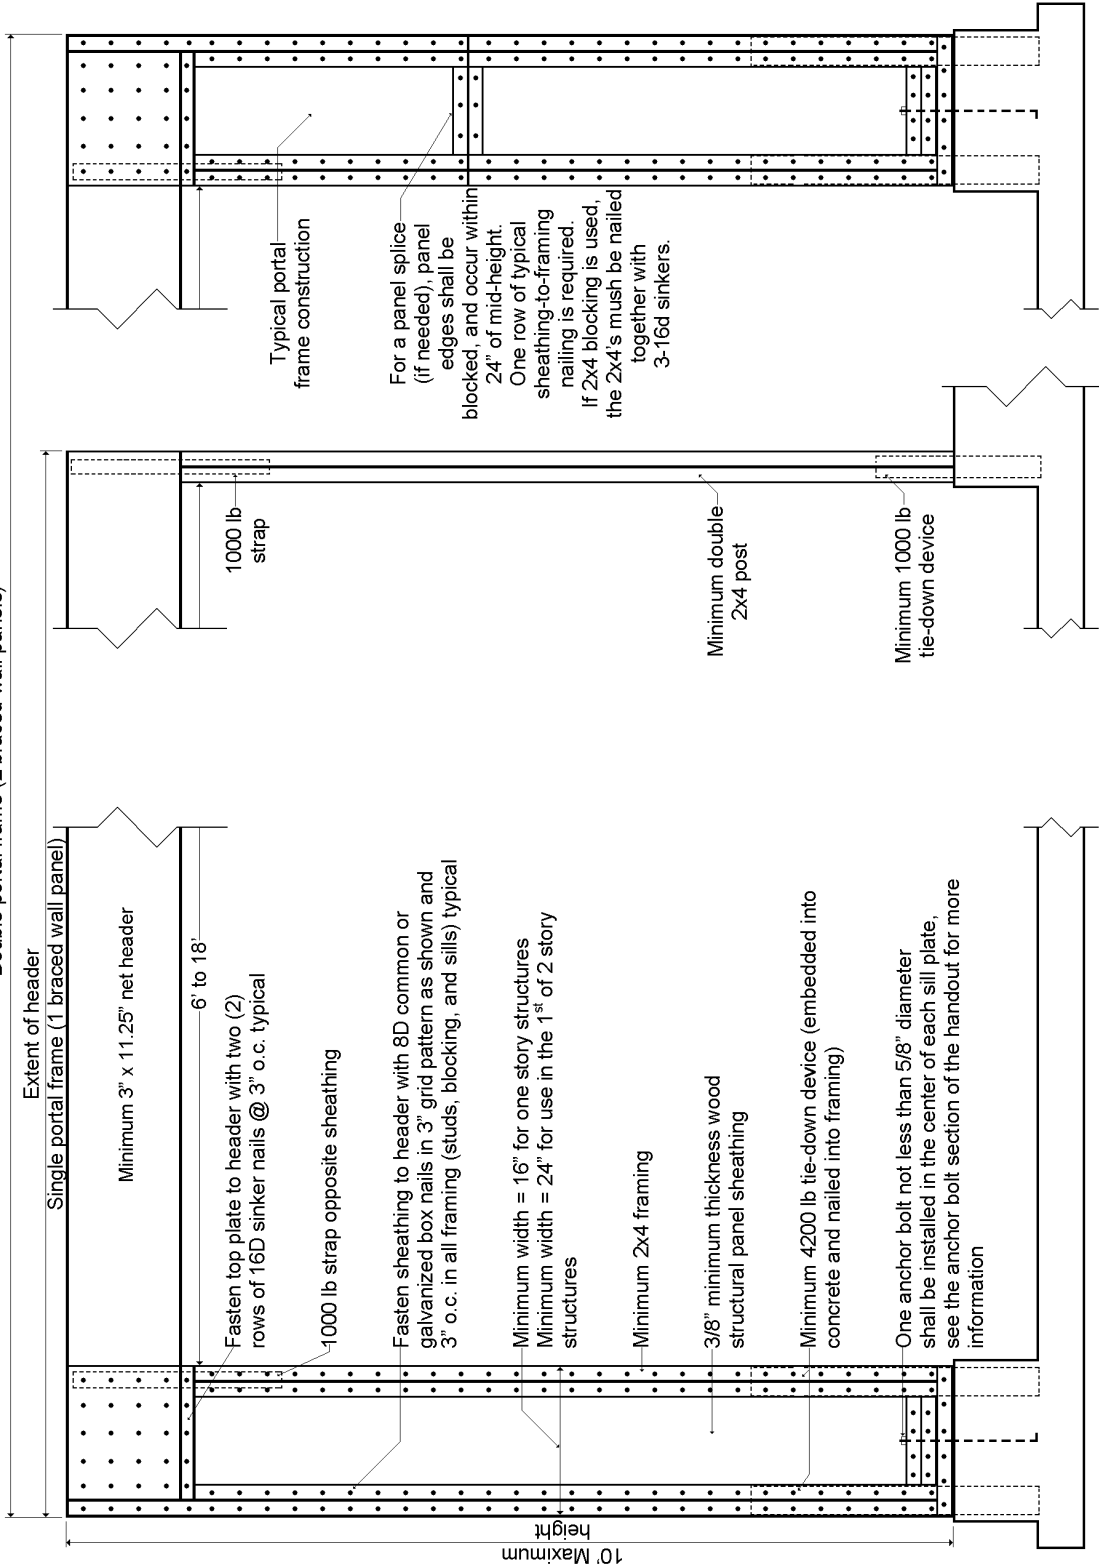 Extent of header
Single portal frame (1 braced wall panel)
Minimum 3” x 11.25” net header
6’ to 18’
Fasten top plate to header with two (2)
rows of 16D sinker nails @ 3” o.c. typical
1000 lb strap opposite sheathing
Fasten sheathing to header with 8D common or
galvanized box nails in 3” grid pattern as shown and
3” o.c. in all framing (studs, blocking, and sills) typical
Minimum width = 16” for one story structures
Minimum width = 24” for use in the 1st of 2 story
structures
Minimum 2x4 framing
3/8” minimum thickness wood
structural panel sheathing
Minimum 4200 lb tie-down device (embedded into
concrete and nailed into framing)
One anchor bolt not less than 5/8” diameter
shall be installed in the center of each sill plate,
see the anchor bolt section of the handout for more
information
10’ Maximum
height
1000 lb
strap
Minimum double
2x4 post
Minimum 1000 lb
tie-down device
Typical portal
frame construction
For a panel splice
(if needed), panel
edges shall be
blocked, and occur within
24” of mid-height.
One row of typical
sheathing-to-framing
nailing is required.
If 2x4 blocking is used,
the 2x4’s mush be nailed
together with
3-16d sinkers.